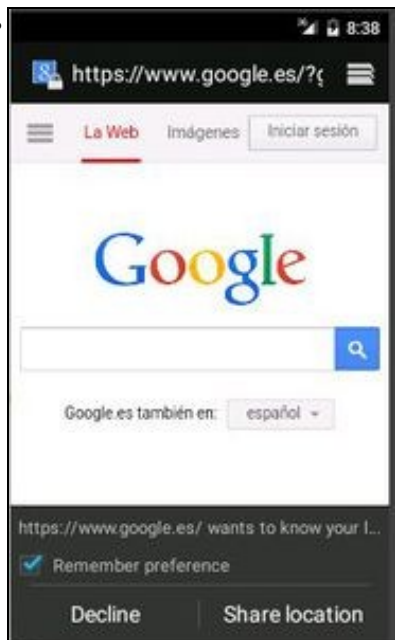 8:38
https://www.google.es/?g
La Web Imágenes Iniciar sesión
Google
Google.es también en: español
https://www.google.es/ wants to know your l...
Remember preference
Decline Share location